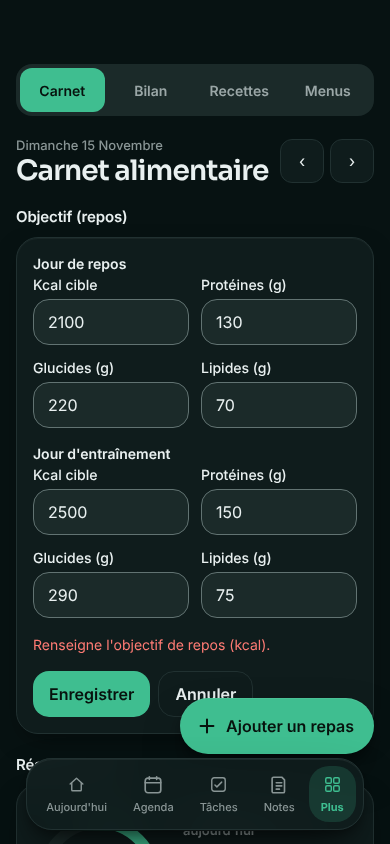 Carnet
Bilan
Recettes
Menus
Dimanche 15 Novembre
Carnet alimentaire
‹
›
Objectif (repos)
Jour de repos
Kcal cible
Protéines (g)
2100
130
Glucides (g)
Lipides (g)
220
70
Jour d'entraînement
Kcal cible
Protéines (g)
2500
150
Glucides (g)
Lipides (g)
290
75
Renseigne l'objectif de repos (kcal).
Enregistrer
Annuler
+ Ajouter un repas
Aujourd'hui
Agenda
Tâches
Notes
Plus
aujourd'hui